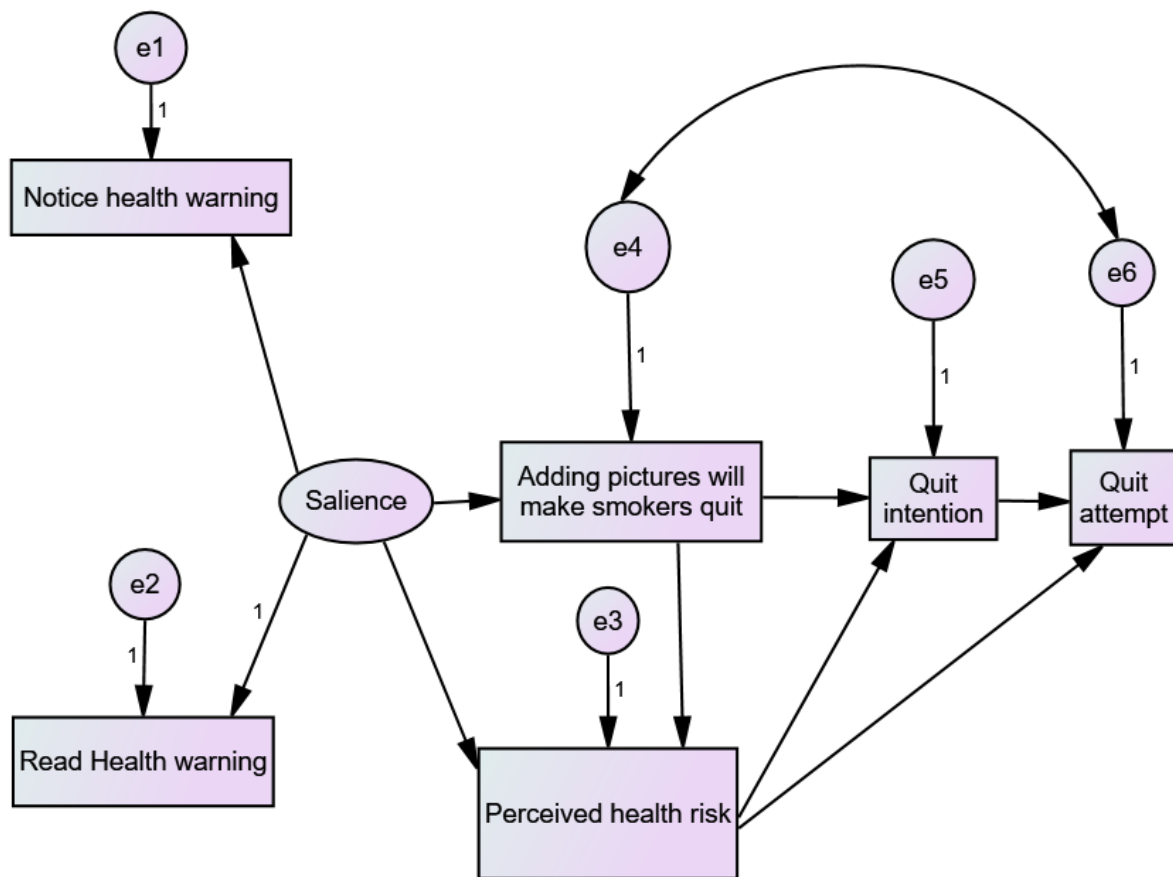 e1
1
Notice health warning
e4
e5
e6
1
1
1
Adding pictures will
make smokers quit
Quit
intention
Quit
attempt
Salience
e2
1
1
e3
1
Read Health warning
Perceived health risk